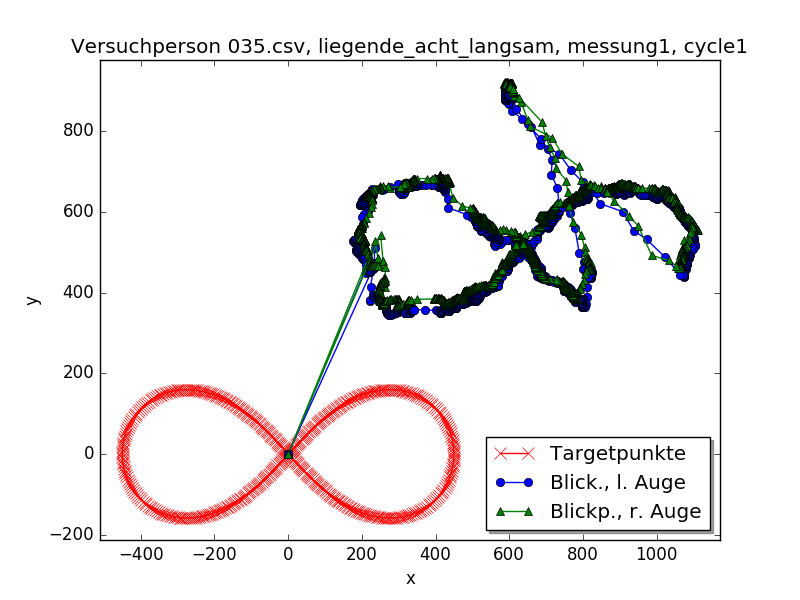 Versuchperson 035.csv, liegende_acht_langsam, messung1, cycle1
y
800
600
400
200
0
−200
−400
−200
0
200
400
600
800
1000
x
Targetpunkte
Blick., l. Auge
Blickp., r. Auge